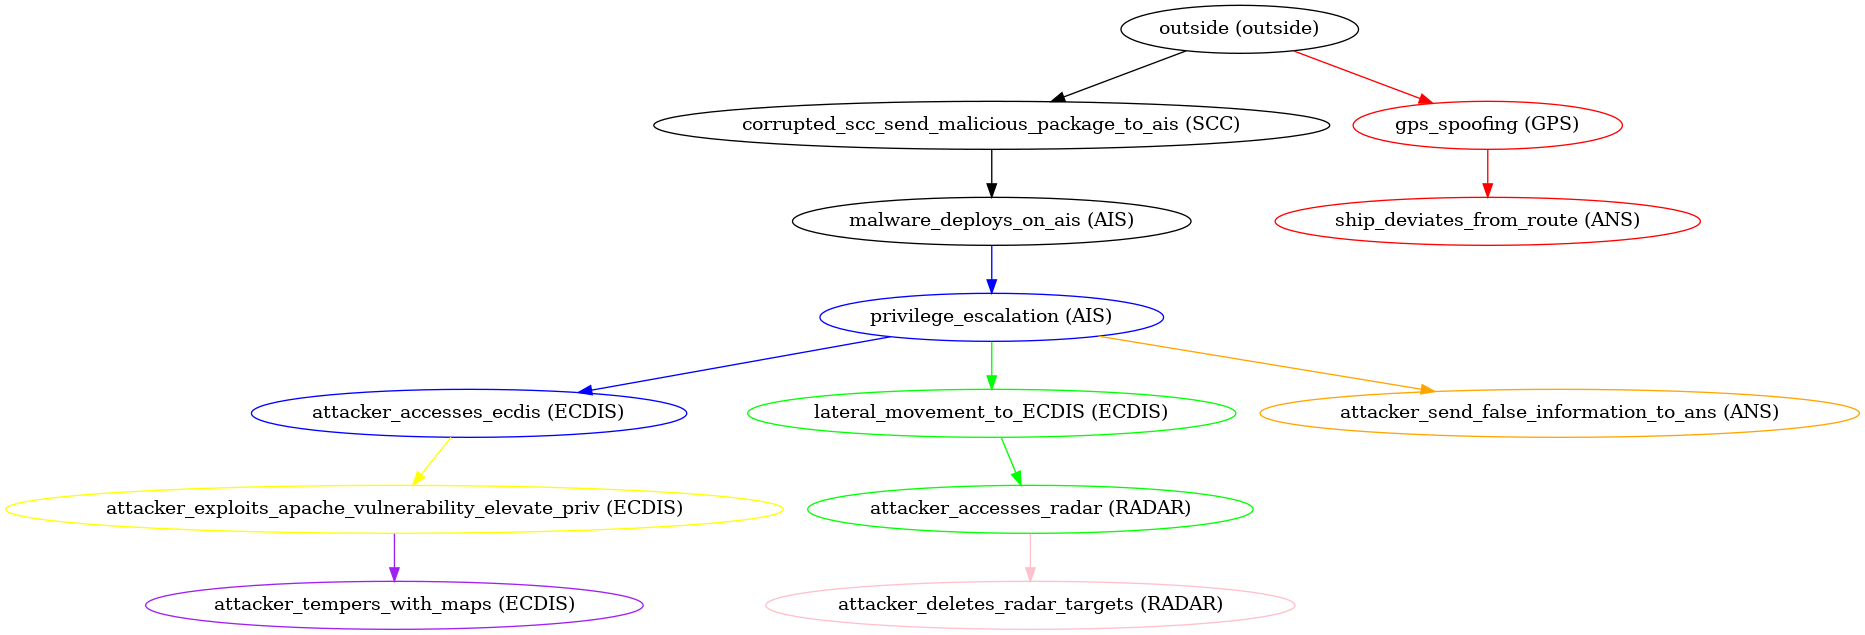 outside (outside)
corrupted_scc_send_malicious_package_to_ais (SCC)
gps_spoofing (GPS)
malware_deploys_on_ais (AIS)
ship_deviates_from_route (ANS)
privilege_escalation (AIS)
attacker_accesses_ecdis (ECDIS)
lateral_movement_to_ECDIS (ECDIS)
attacker_send_false_information_to_ans (ANS)
attacker_exploits_apache_vulnerability_elevate_priv (ECDIS)
attacker_accesses_radar (RADAR)
attacker_tempers_with_maps (ECDIS)
attacker_deletes_radar_targets (RADAR)